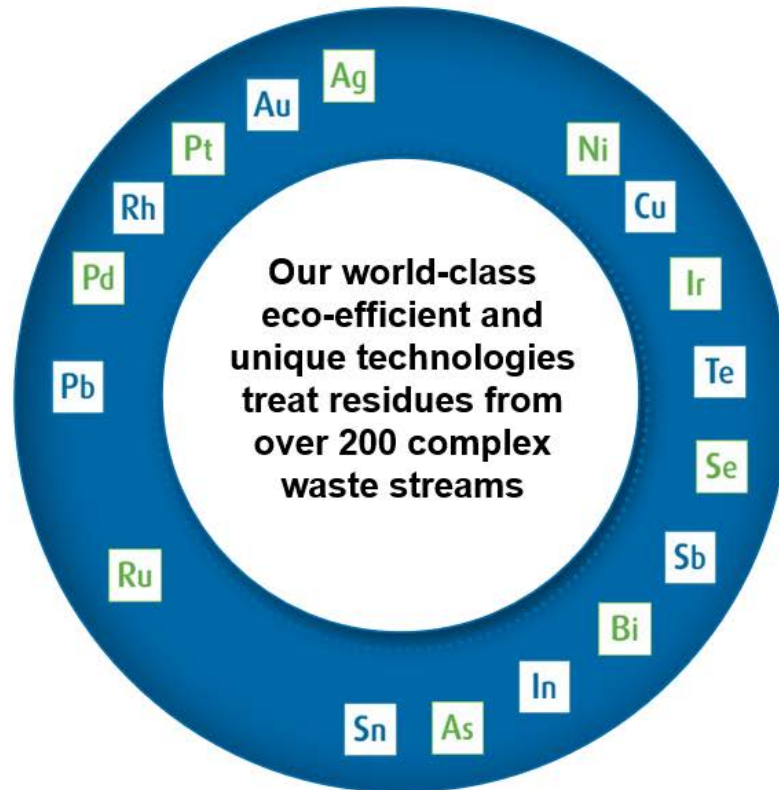 Ag
Au
Pt
Rh
Pd
Pb
Ru
Ni
Cu
Ir
Te
Se
Sb
Bi
In
As
Sn
Our world-class
eco-efficient and
unique technologies
treat residues from
over 200 complex
waste streams